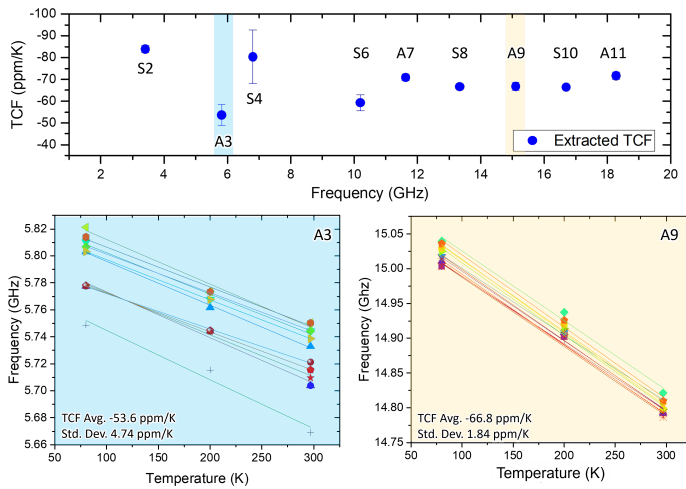 -100
-90
-80
-70
-60
-50
-40
TCF (ppm/K)
S2
A3
S4
S6
A7
S8
A9
S10
A11
Extracted TCF
2
4
6
8
10
12
14
16
18
20
Frequency (GHz)
5.82
5.80
5.78
5.76
5.74
5.72
5.70
5.68
5.66
Frequency (GHz)
A3
TCF Avg. -53.6 ppm/K
Std. Dev. 4.74 ppm/K
50
100
150
200
250
300
Temperature (K)
15.05
15.00
14.95
14.90
14.85
14.80
14.75
Frequency (GHz)
A9
TCF Avg. -66.8 ppm/K
Std. Dev. 1.84 ppm/K
50
100
150
200
250
300
Temperature (K)